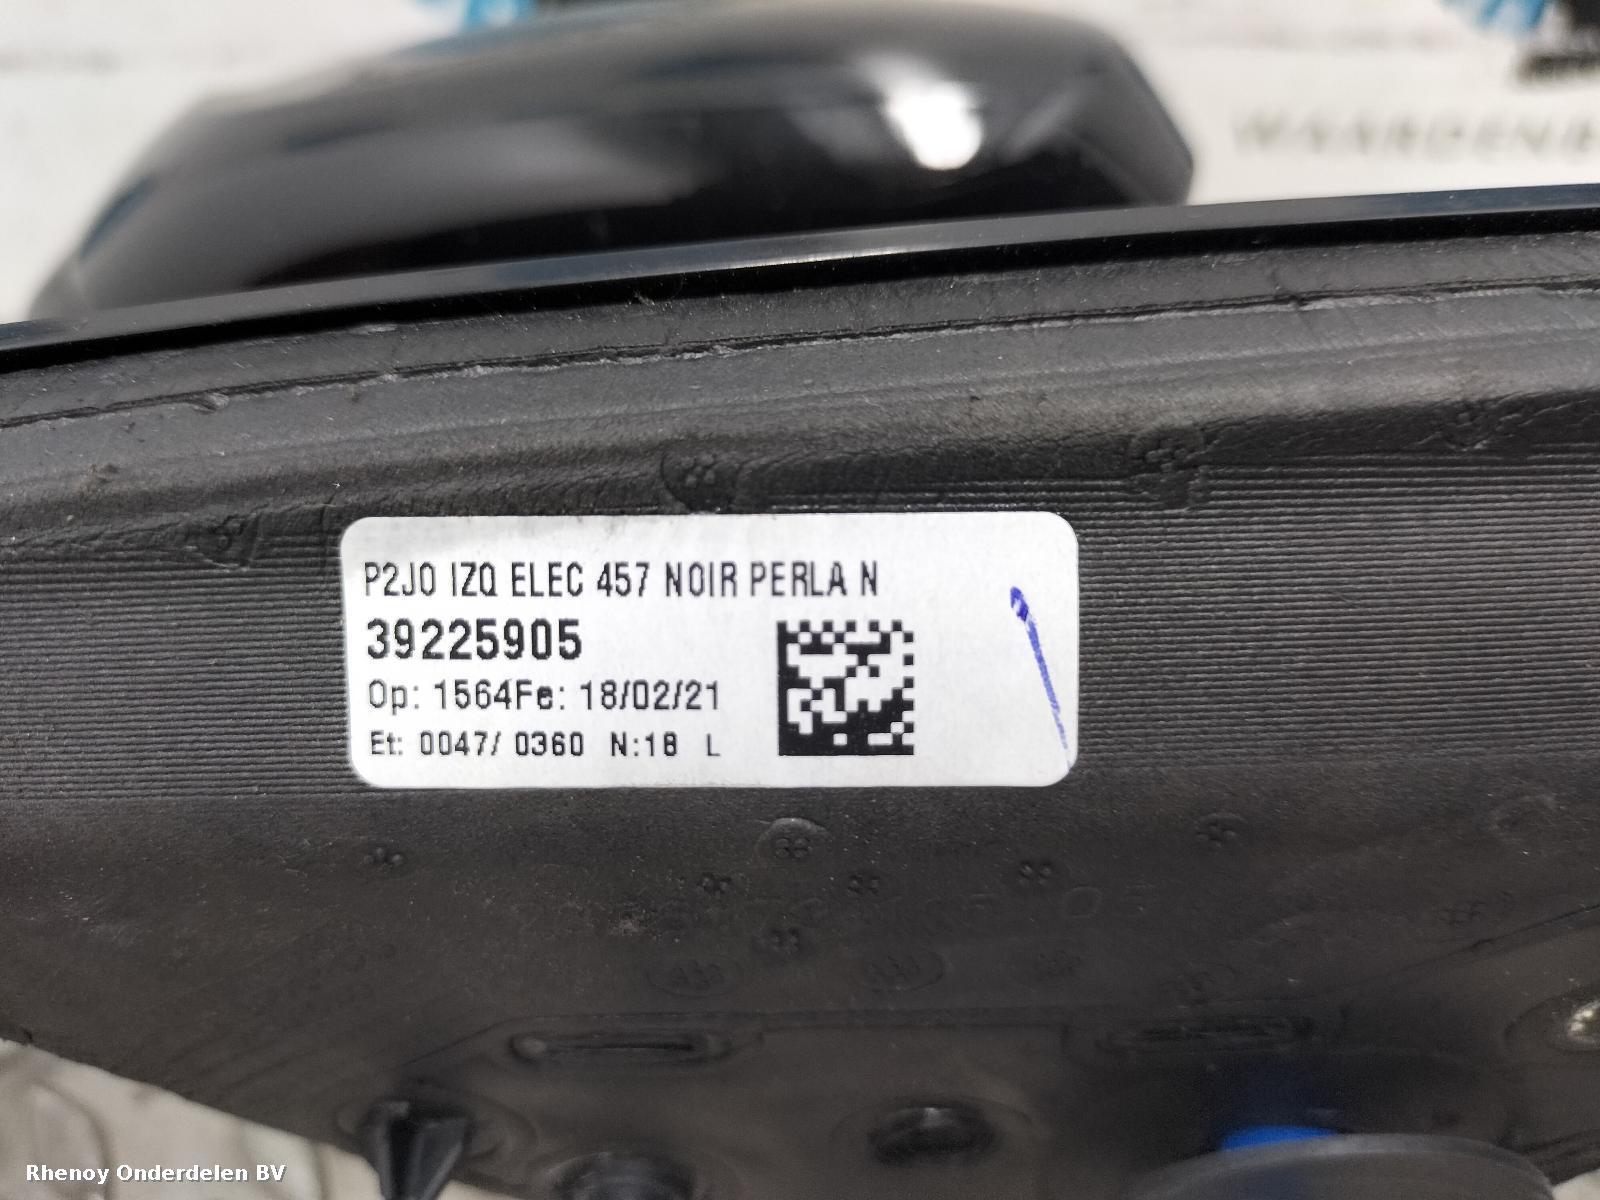 P2JO IZQ ELEC 457 NOIR PERLA N
39225905
Op: 1564Fe: 18/02/21
Et: 0047/ 0360 N:18 L
Rhenoy Onderdelen BV